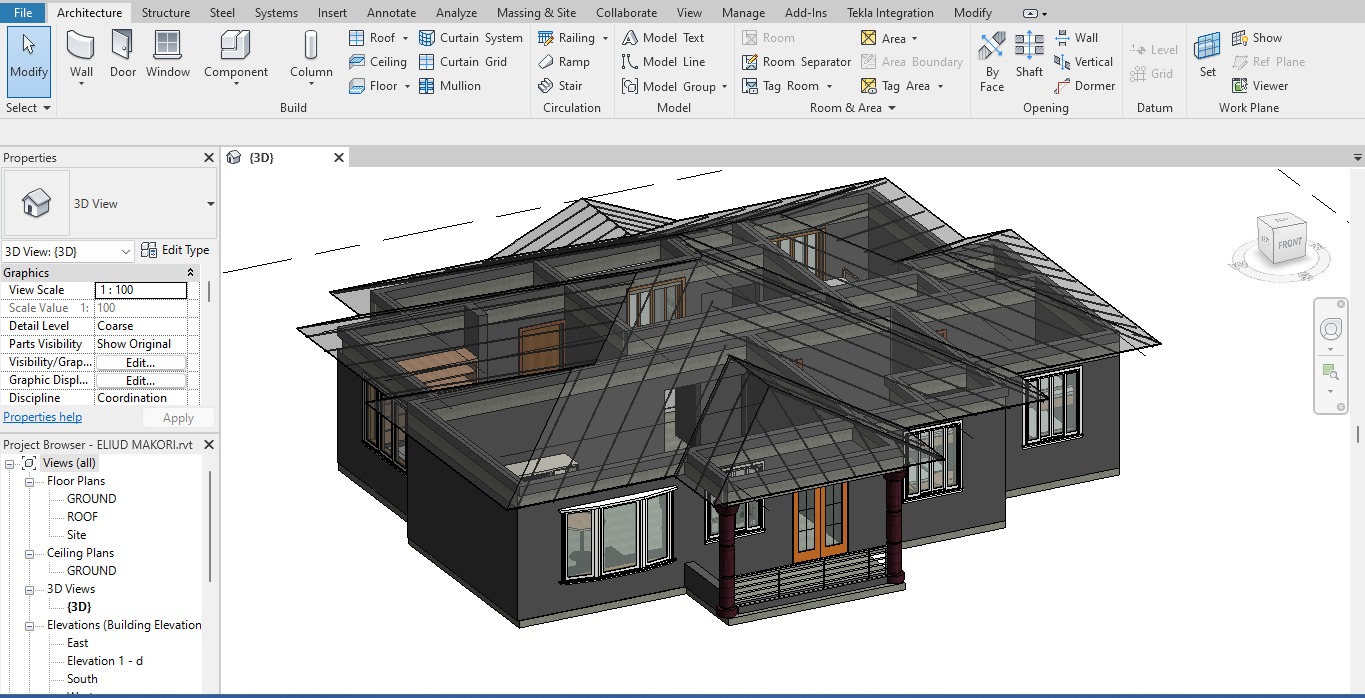 File Architecture Structure Steel Systems Insert Annotate Analyze Massing & Site Collaborate View Manage Add-Ins Tekla Integration Modify
Modify
Select
Wall
Door
Window
Component
Column
Roof
Ceiling
Floor
Curtain System
Curtain Grid
Mullion
Build
Railing
Ramp
Stair
Circulation
Model Text
Model Line
Model Group
Model
Room
Room Separator
Tag Room
Area
Area Boundary
Tag Area
Room & Area
By
Face
Shaft
Wall
Vertical
Dormer
Opening
Level
Grid
Datum
Set
Show
Ref Plane
Viewer
Work Plane
Properties
3D View
3D View: {3D}
Edit Type
Graphics
View Scale 1 : 100
Scale Value 1: 100
Detail Level Coarse
Parts Visibility Show Original
Visibility/Grap... Edit...
Graphic Displ... Edit...
Discipline Coordination
Properties help Apply
Project Browser - ELIUD MAKORI.rvt
Views (all)
Floor Plans
GROUND
ROOF
Site
Ceiling Plans
GROUND
3D Views
{3D}
Elevations (Building Elevation
East
Elevation 1 - d
South
{3D}
FRONT